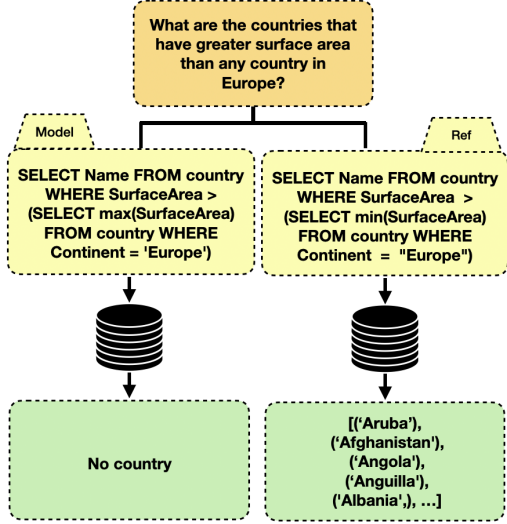 What are the countries that
have greater surface area
than any country in
Europe?
Model
SELECT Name FROM country
WHERE SurfaceArea >
(SELECT max(SurfaceArea)
FROM country WHERE
Continent = 'Europe')
Ref
SELECT Name FROM country
WHERE SurfaceArea >
(SELECT min(SurfaceArea)
FROM country WHERE
Continent = "Europe")
No country
[(‘Aruba’),
(‘Afghanistan'),
(‘Angola’),
(‘Anguilla’),
('Albania',), ...]